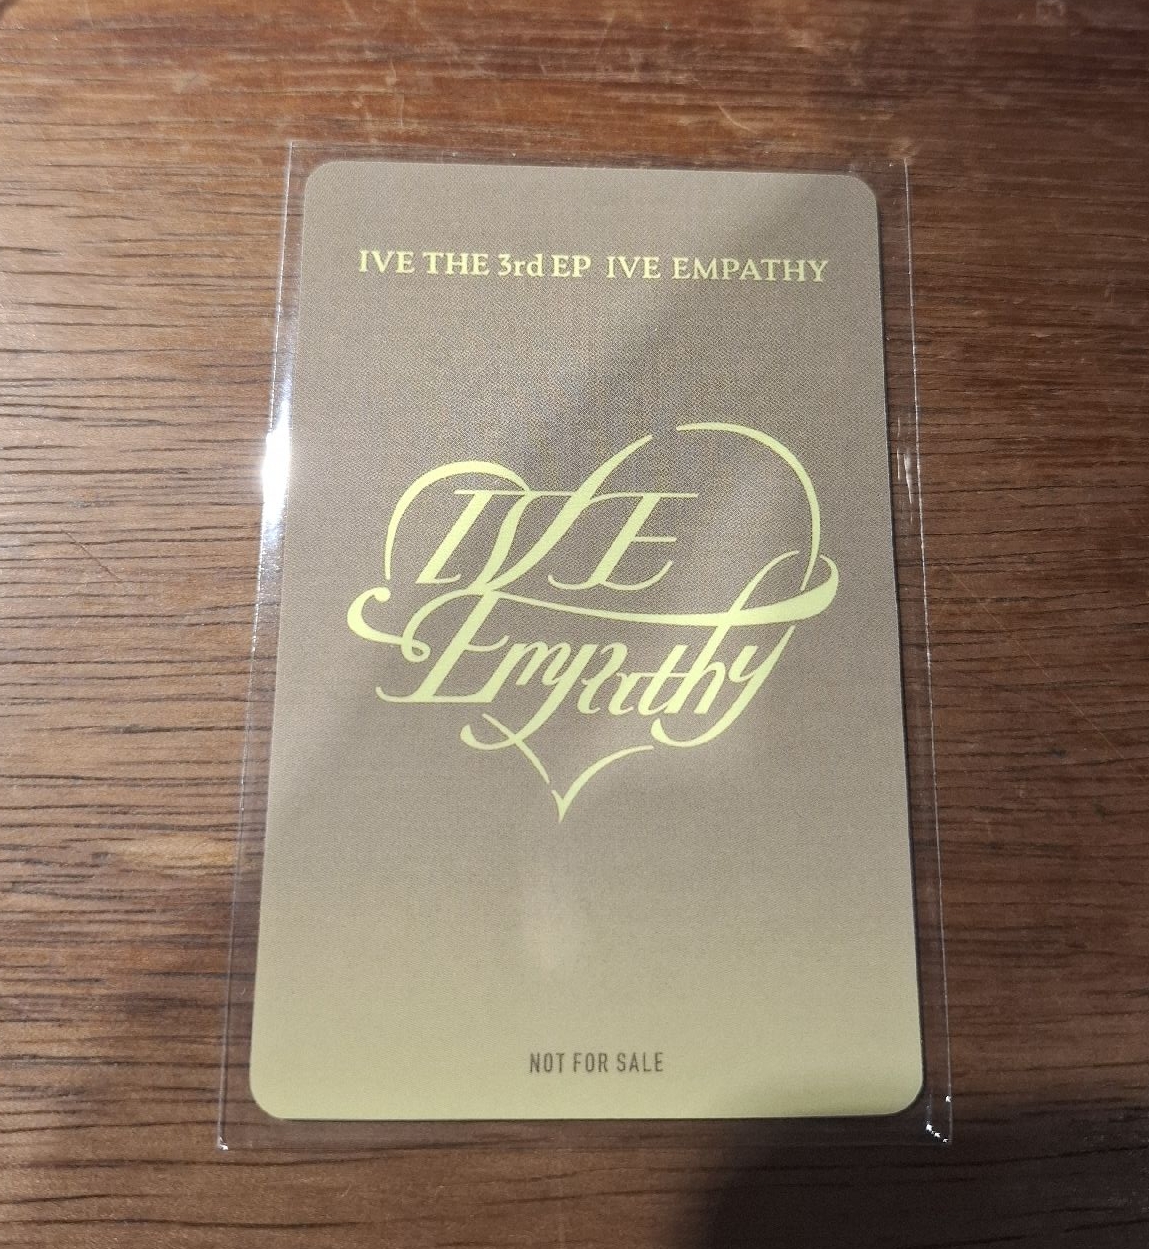 IVE THE 3rd EP IVE EMPATHY
IVE
Empathy
NOT FOR SALE